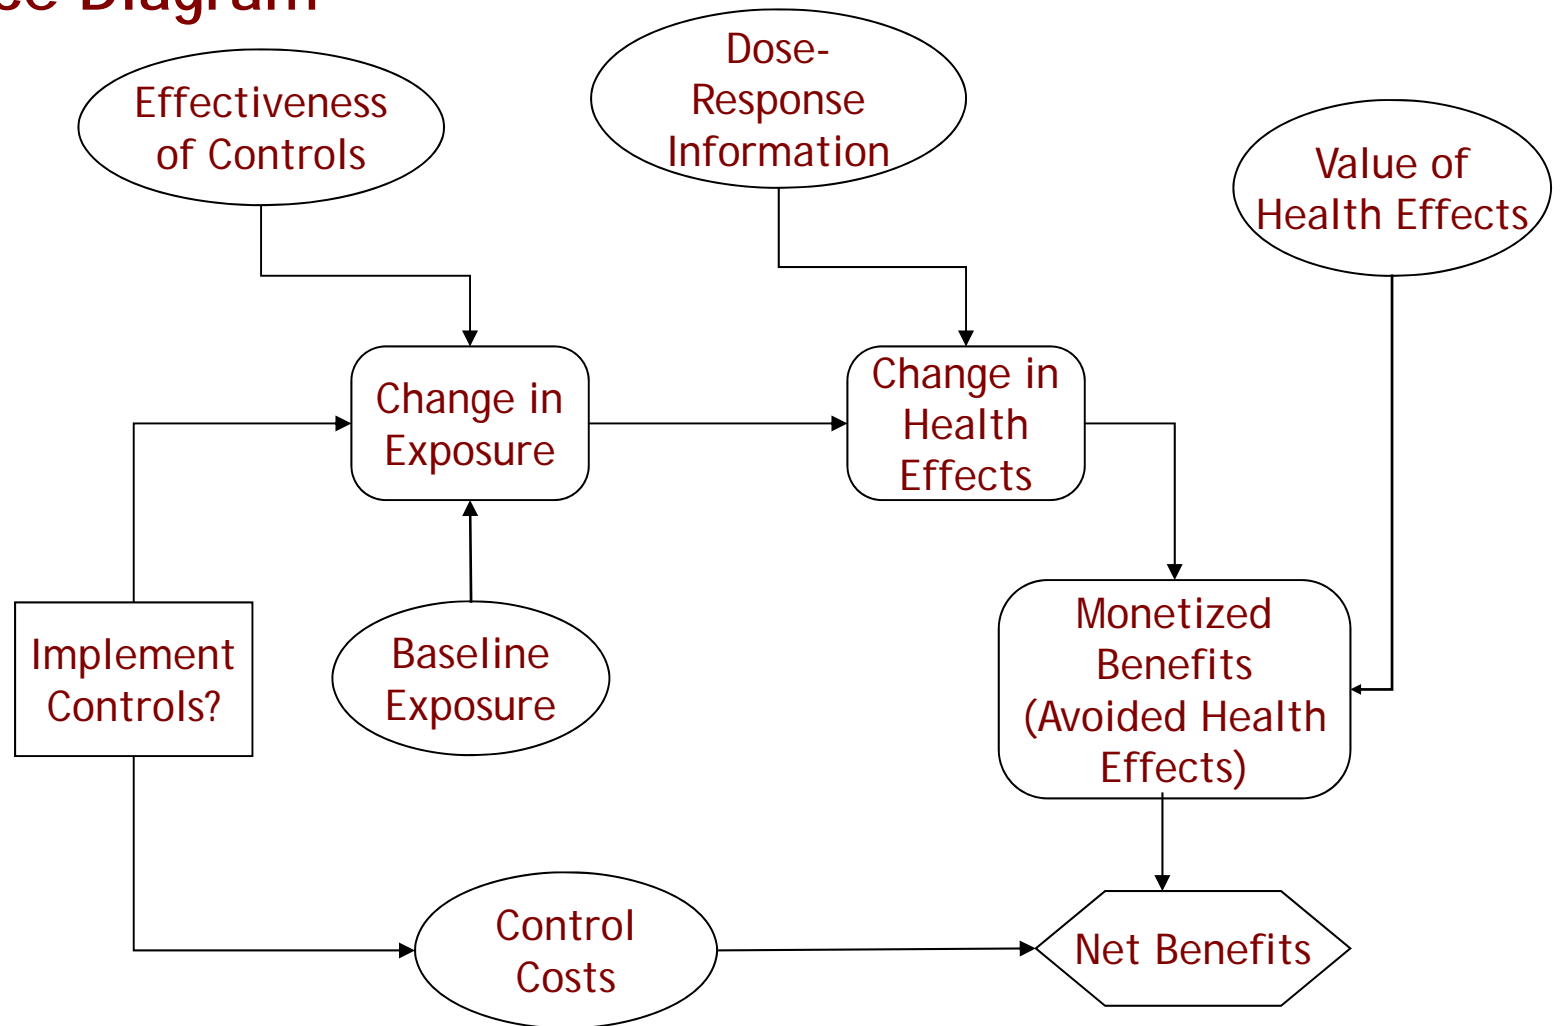 Diagram
Effectiveness
of Controls
Dose-
Response
Information
Value of
Health Effects
Change in
Exposure
Change in
Health
Effects
Implement
Controls?
Baseline
Exposure
Monetized
Benefits
(Avoided Health
Effects)
Control
Costs
Net Benefits